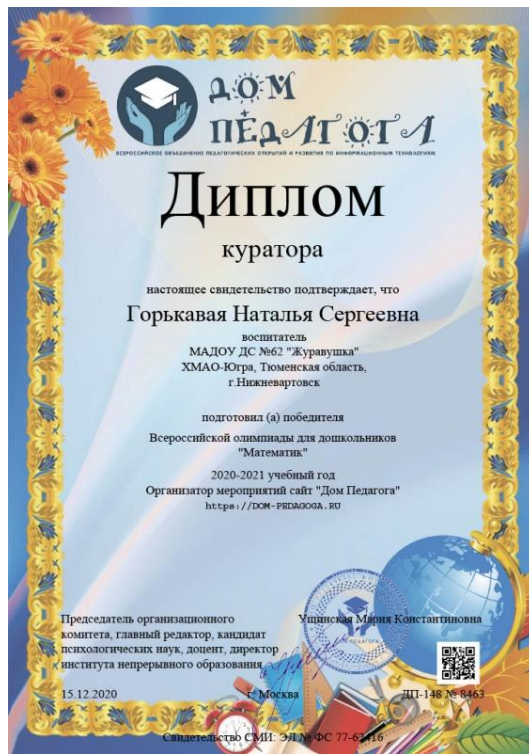 ДОМ
ПЕДАГОГА
ВСЕРОССИЙСКОЕ ОБЪЕДИНЕНИЕ ПЕДАГОГИЧЕСКИХ ОТКРЫТИЙ И РАЗВИТИЯ ПО ИНФОРМАЦИОННЫМ ТЕХНОЛОГИЯМ
Диплом
куратора
настоящее свидетельство подтверждает, что
Горькавая Наталья Сергеевна
воспитатель
МАДОУ ДС №62 "Журавушка"
ХМАО-Югра, Тюменская область,
г.Нижневартовск
подготовил (а) победителя
Всероссийской олимпиады для дошкольников
"Математик"
2020-2021 учебный год
Организатор мероприятий сайт "Дом Педагога"
https://DOM-PEDAGOGA.RU
Председатель организационного
комитета, главный редактор, кандидат
психологических наук, доцент, директор
института непрерывного образования
Ущинская Мария Константиновна
15.12.2020
г. Москва
ДП-148 № 8463
Свидетельство СМИ: ЭЛ № ФС 77-62416